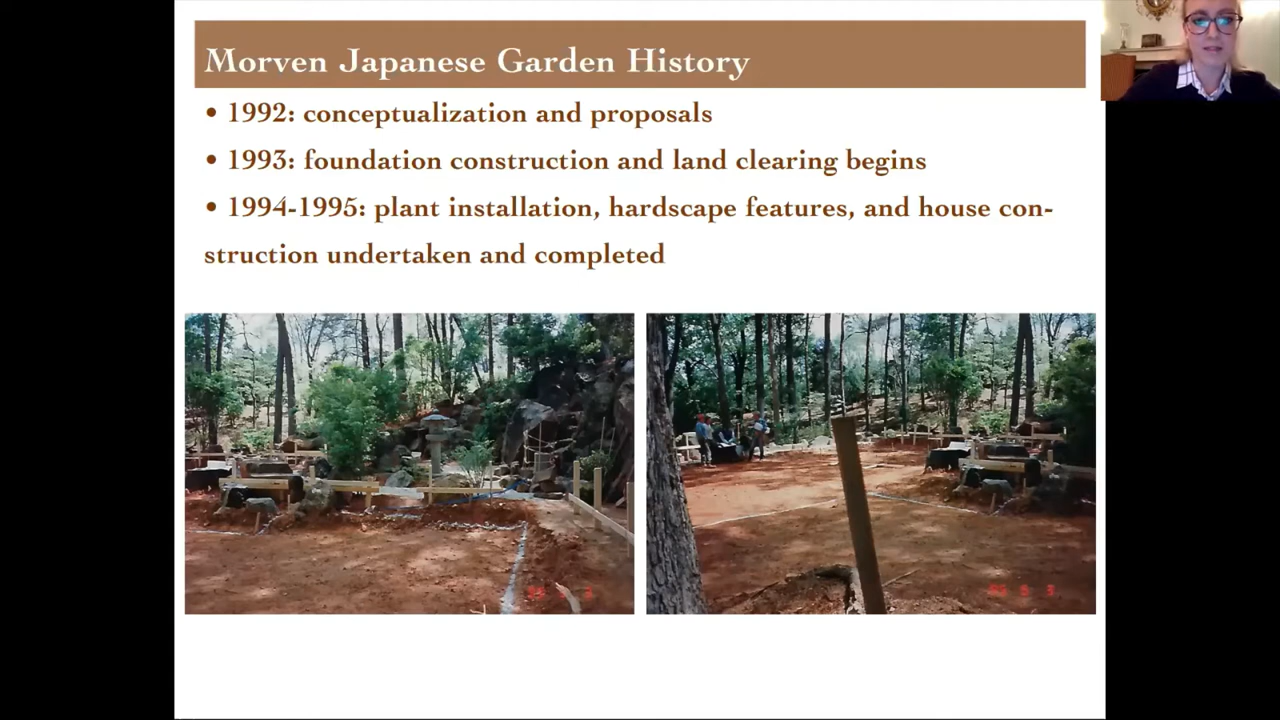 Morven Japanese Garden History
• 1992: conceptualization and proposals
• 1993: foundation construction and land clearing begins
• 1994-1995: plant installation, hardscape features, and house con-
struction undertaken and completed